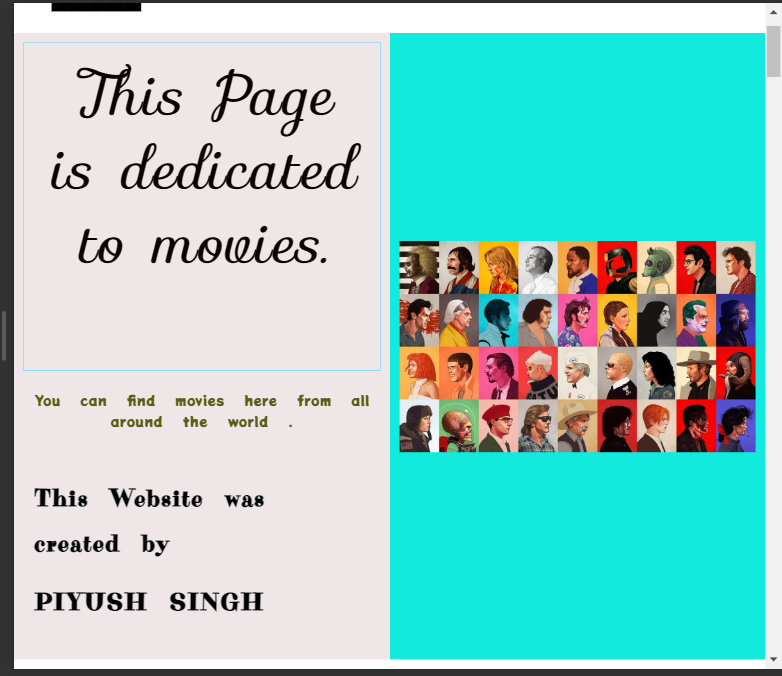 This Page
is dedicated
to movies.
You can find movies here from all
around the world .
This Website was
created by
PIYUSH SINGH